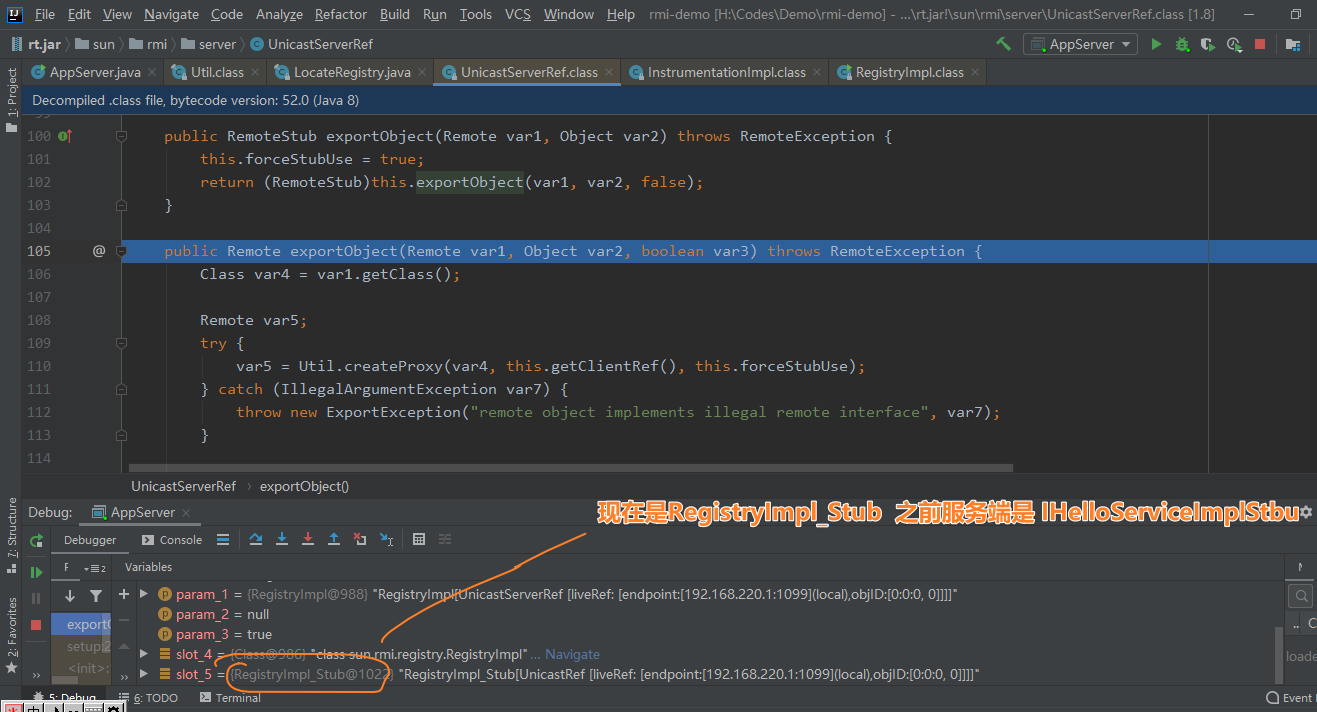 File Edit View Navigate Code Analyze Refactor Build Run Tools VCS Window Help rmi-demo [H:\Codes\Demo\rmi-demo] - ...\rt.jar!\sun\rmi\server\UnicastServerRef.class [1.8]
rt.jar sun rmi server UnicastServerRef AppServer
AppServer.java Util.class LocateRegistry.java UnicastServerRef.class InstrumentationImpl.class RegistryImpl.class
Decompiled .class file, bytecode version: 52.0 (Java 8)
1: Project
100 public RemoteStub exportObject(Remote var1, Object var2) throws RemoteException {
101 this.forceStubUse = true;
102 return (RemoteStub)this.exportObject(var1, var2, false);
103 }
104
105 @ public Remote exportObject(Remote var1, Object var2, boolean var3) throws RemoteException {
106 Class var4 = var1.getClass();
107
108 Remote var5;
109 try {
110 var5 = Util.createProxy(var4, this.getClientRef(), this.forceStubUse);
111 } catch (IllegalArgumentException var7) {
112 throw new ExportException("remote object implements illegal remote interface", var7);
113 }
114
UnicastServerRef exportObject()
7: Structure
2: Favorites
Debug: AppServer
现在是RegistryImpl_Stub 之前服务端是 IHelloServiceImplStbu
Debugger Console
Variables
exportO
setup:2
<init>:
param_1 = {RegistryImpl@988} "RegistryImpl[UnicastServerRef [liveRef: [endpoint:[192.168.220.1:1099](local),objID:[0:0:0, 0]]]]"
param_2 = null
param_3 = true
slot_4 = {Class@986} "class sun.rmi.registry.RegistryImpl" ... Navigate
slot_5 = {RegistryImpl_Stub@1022} "RegistryImpl_Stub[UnicastRef [liveRef: [endpoint:[192.168.220.1:1099](local),objID:[0:0:0, 0]]]]"
loade
5: Debug 6: TODO Terminal Event